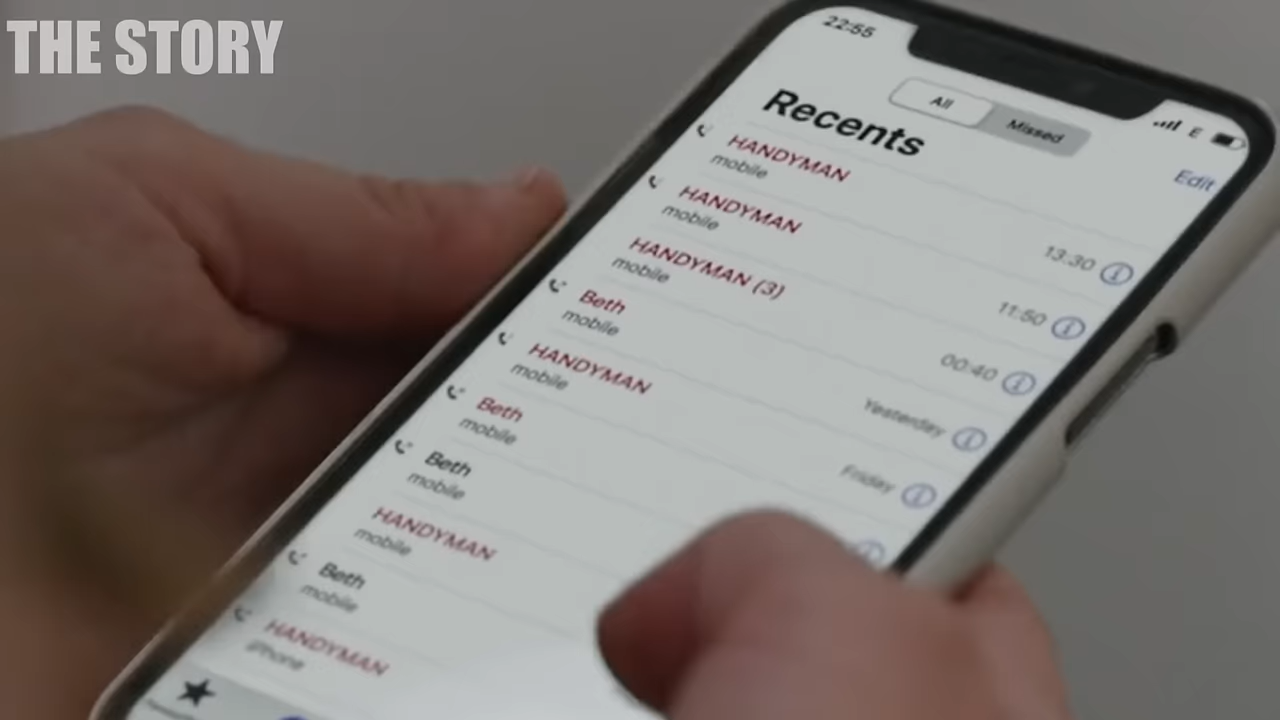 THE STORY
22:55
E
All
Missed
Edit
Recents
HANDYMAN
mobile
13:30
HANDYMAN
mobile
11:50
HANDYMAN (3)
mobile
00:40
Beth
mobile
Yesterday
HANDYMAN
mobile
Friday
Beth
mobile
Beth
mobile
HANDYMAN
mobile
Beth
mobile
HANDYMAN
iPhone